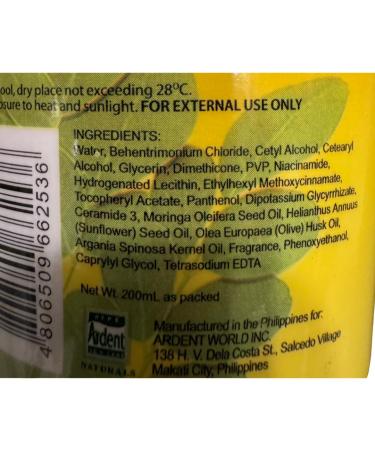 ool, dry place not exceeding 28ºC.
osure to heat and sunlight. FOR EXTERNAL USE ONLY
INGREDIENTS:
Water, Behentrimonium Chloride, Cetyl Alcohol, Cetearyl
Alcohol, Glycerin, Dimethicone, PVP, Niacinamide,
Hydrogenated Lecithin, Ethylhexyl Methoxycinnamate,
Tocopheryl Acetate, Panthenol, Dipotassium Glycyrrhizate,
Ceramide 3, Moringa Oleifera Seed Oil, Helianthus Annuus
(Sunflower) Seed Oil, Olea Europaea (Olive) Husk Oil,
Argania Spinosa Kernel Oil, Fragrance, Phenoxyethanol,
Caprylyl Glycol, Tetrasodium EDTA
Net Wt. 200mL as packed
4806509662536
Ardent
NATURALS
Manufactured in the Philippines for:
ARDENT WORLD INC.
138 H. V. Dela Costa St., Salcedo Village
Makati City, Philippines